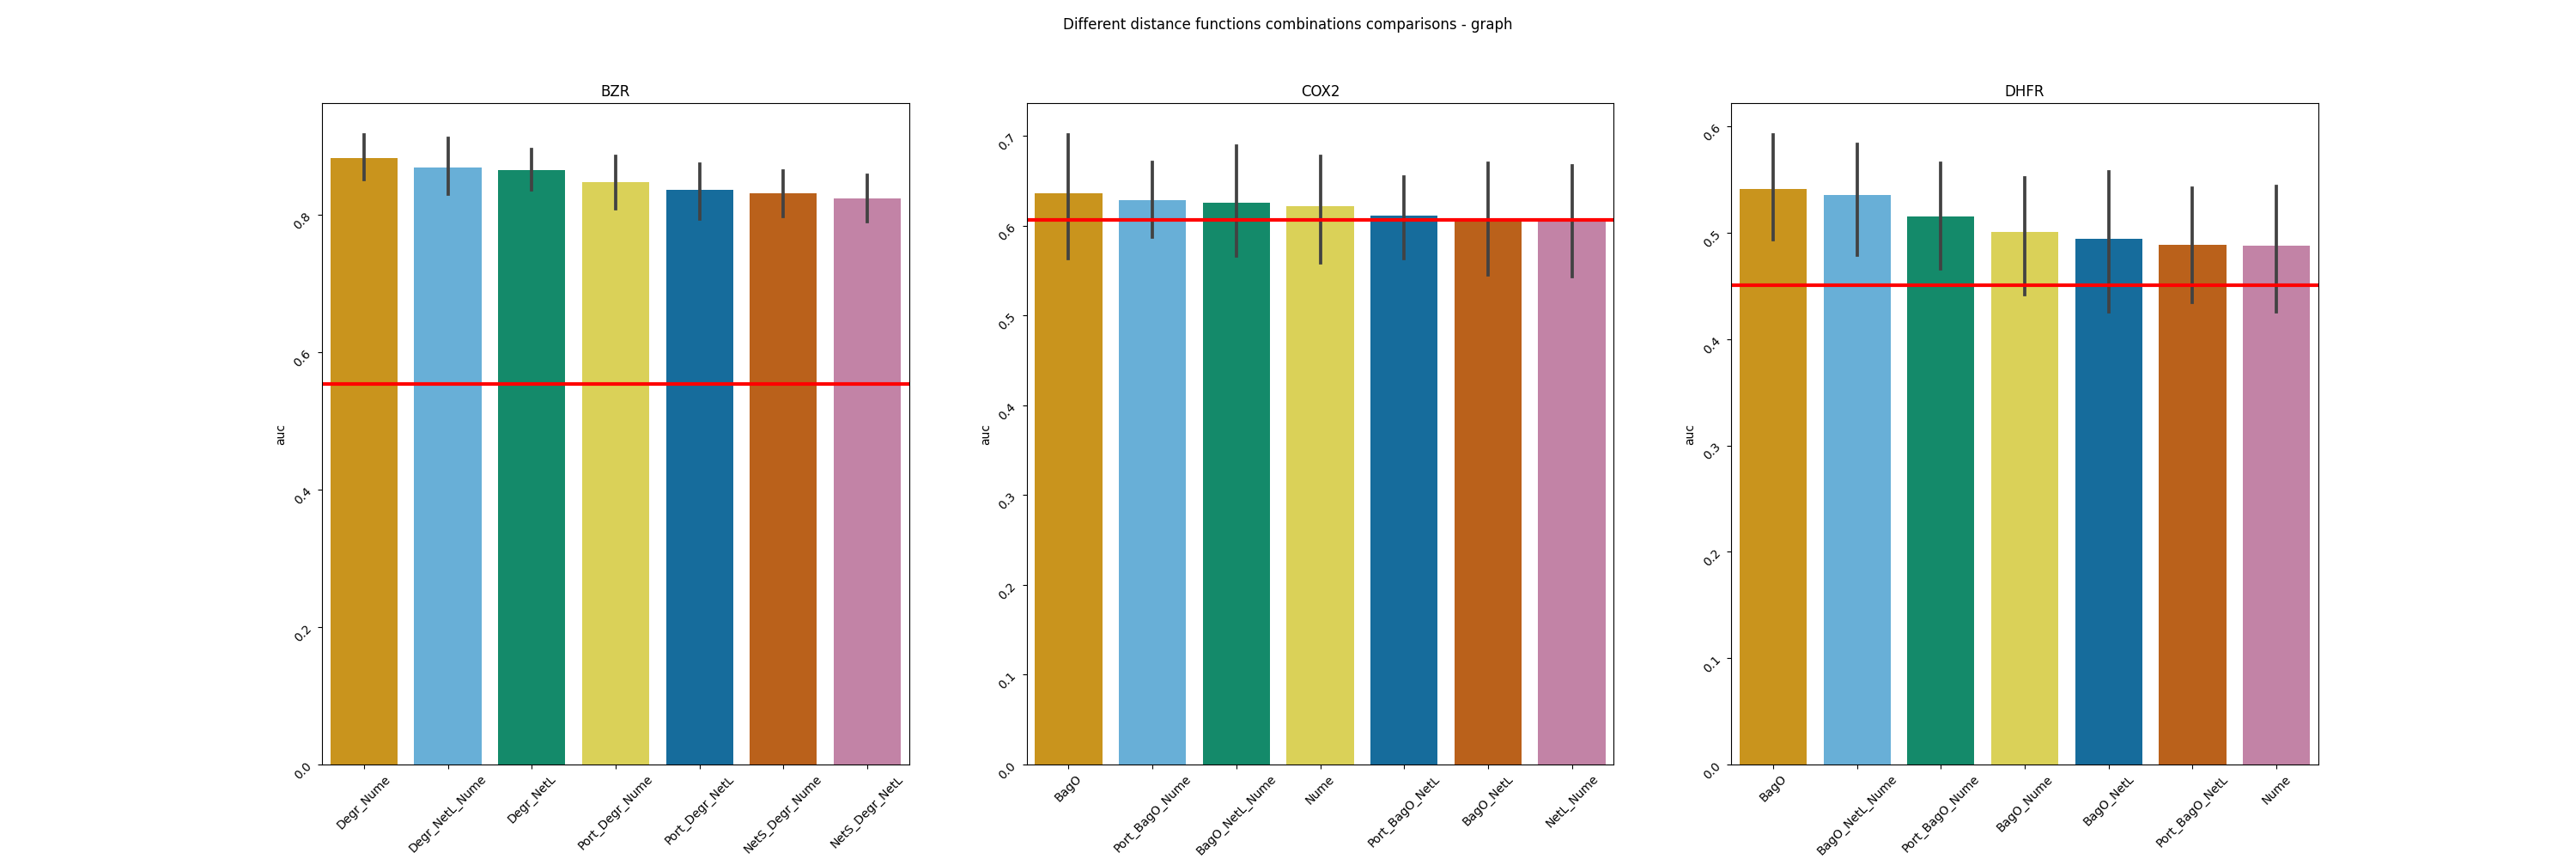 Different distance functions combinations comparisons - graph
BZR
auc
0.8
0.6
0.4
0.2
0.0
Degr_Nume
Degr_NetL_Nume
Degr_NetL
Port_Degr_Nume
Port_Degr_NetL
NetS_Degr_Nume
NetS_Degr_NetL
COX2
auc
0.7
0.6
0.5
0.4
0.3
0.2
0.1
0.0
BagO
Port_BagO_Nume
BagO_NetL_Nume
Nume
Port_BagO_NetL
BagO_NetL
NetL_Nume
DHFR
auc
0.6
0.5
0.4
0.3
0.2
0.1
0.0
BagO
BagO_NetL_Nume
Port_BagO_Nume
BagO_Nume
BagO_NetL
Port_BagO_NetL
Nume